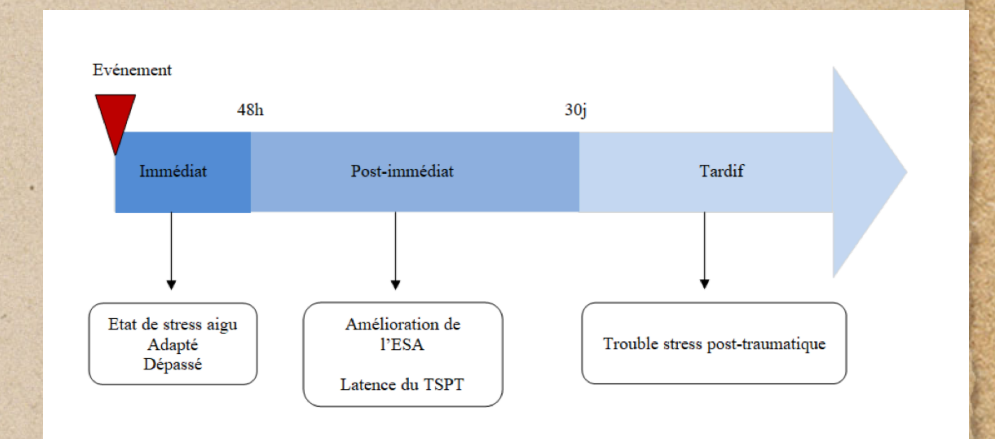 Evénement
48h
30j
Immédiat
Post-immédiat
Tardif
Etat de stress aigu
Adapté
Dépassé
Amélioration de
l'ESA
Latence du TSPT
Trouble stress post-traumatique